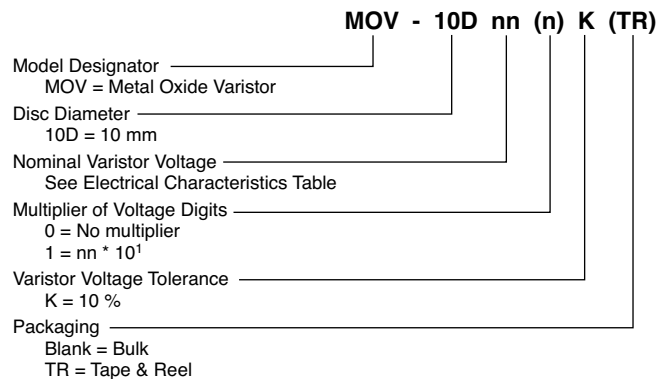 MOV - 10D nn (n) K (TR)
Model Designator
MOV = Metal Oxide Varistor
Disc Diameter
10D = 10 mm
Nominal Varistor Voltage
See Electrical Characteristics Table
Multiplier of Voltage Digits
0 = No multiplier
1 = nn * 10¹
Varistor Voltage Tolerance
K = 10 %
Packaging
Blank = Bulk
TR = Tape & Reel